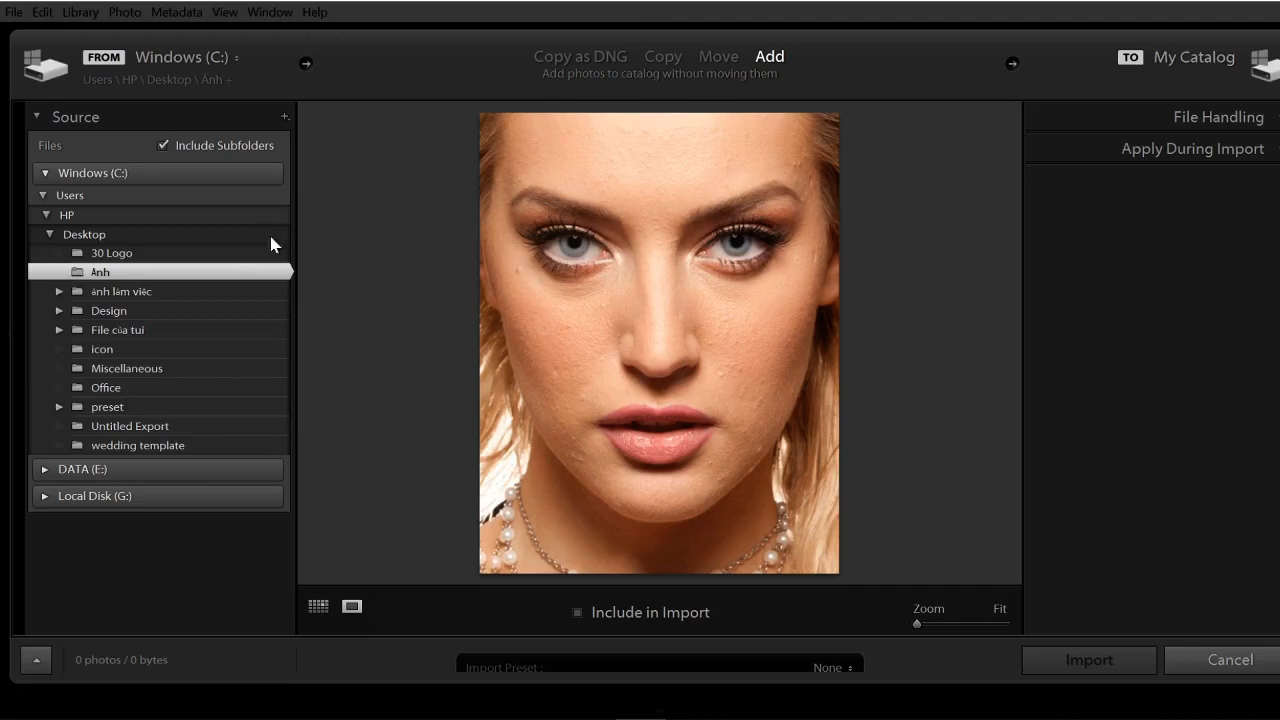 File Edit Library Photo Metadata View Window Help
FROM Windows (C:)
Users \ HP \ Desktop \ Ảnh +
Copy as DNG Copy Move Add
Add photos to catalog without moving them
TO My Catalog
Source +
Files Include Subfolders
Windows (C:)
Users
HP
Desktop
30 Logo
Ảnh
ảnh làm việc
Design
File của tui
icon
Miscellaneous
Office
preset
Untitled Export
wedding template
DATA (E:)
Local Disk (G:)
File Handling
Apply During Import
Include in Import
Zoom Fit
0 photos / 0 bytes
Import Preset : None
Import Cancel